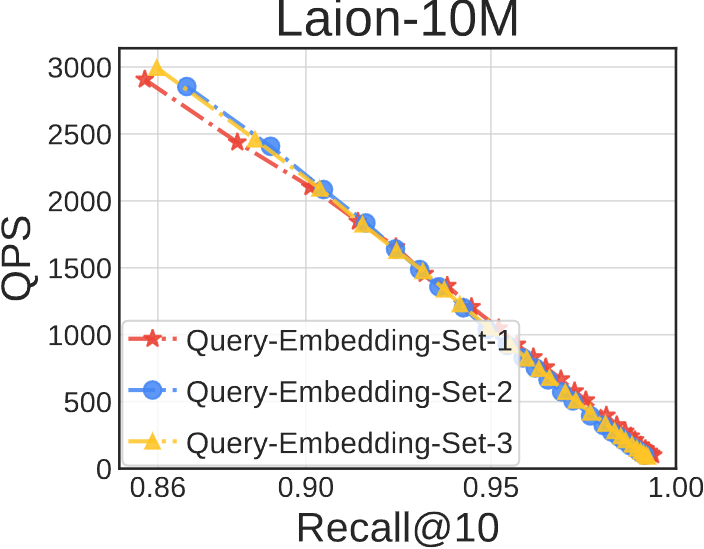 Laion-10M
QPS
3000
2500
2000
1500
1000
500
0
Query-Embedding-Set-1
Query-Embedding-Set-2
Query-Embedding-Set-3
0.86 0.90 0.95 1.00
Recall@10